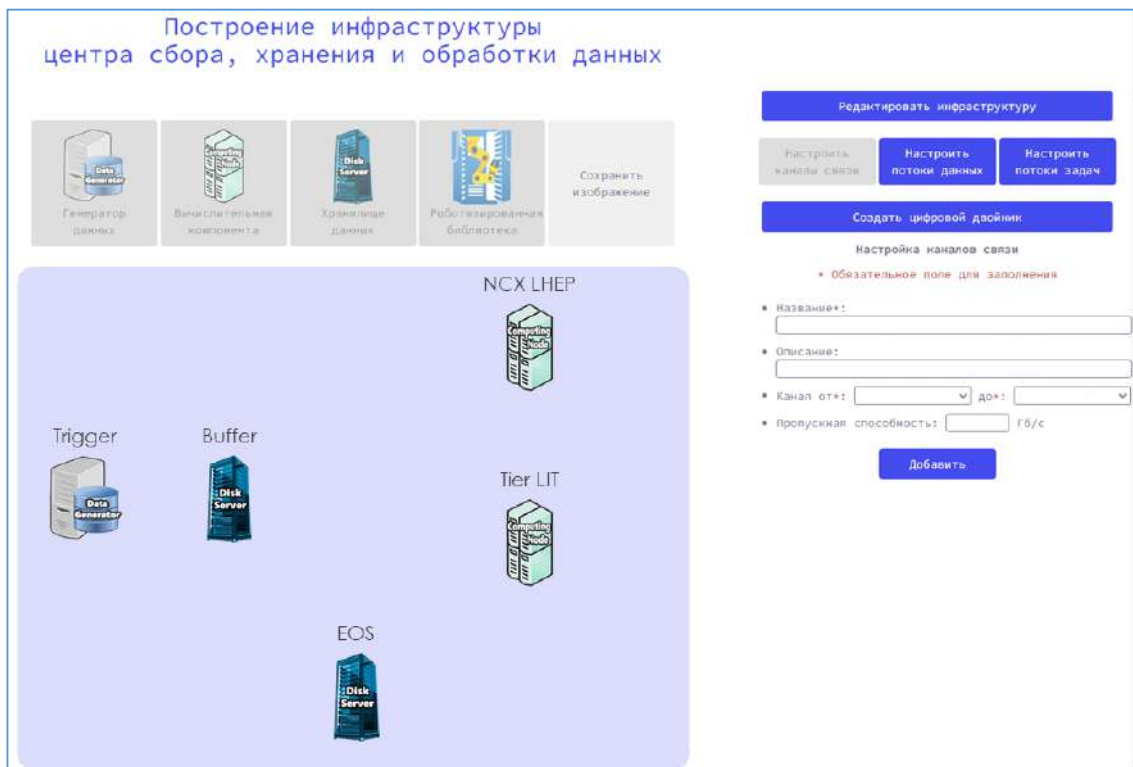 Построение инфраструктуры
центра сбора, хранения и обработки данных
Data
Generator
Генератор
данных
Computing
Node
Вычислительная
компонента
Disk
Server
Хранилище
данных
Роботизированная
библиотека
Сохранить
изображение
Редактировать инфраструктуру
Настроить
каналы связи
Настроить
потоки данных
Настроить
потоки задач
Создать цифровой двойник
Настройка каналов связи
* Обязательное поле для заполнения
• Название*:
• Описание:
• Канал от*: до*:
• Пропускная способность: Гб/с
Добавить
NCX LHEP
Computing
Node
Trigger
Data
Generator
Buffer
Disk
Server
Tier LIT
Computing
Node
EOS
Disk
Server